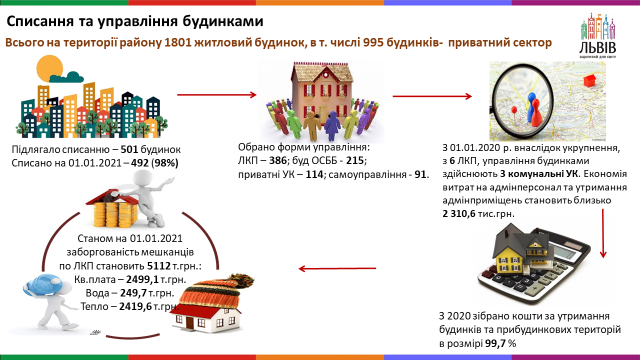 Списання та управління будинками
Всього на території району 1801 житловий будинок, в т. числі 995 будинків- приватний сектор
ЛЬВІВ
Підлягало списанню – 501 будинок
Списано на 01.01.2021 – 492 (98%)
Обрано форми управління:
ЛКП – 386; буд ОСББ - 215;
приватні УК – 114; самоуправління - 91.
З 01.01.2020 р. внаслідок укрупнення,
з 6 ЛКП, управління будинками
здійснюють 3 комунальні УК. Економія
витрат на адмінперсонал та утримання
адмінприміщень становить близько
2 310,6 тис.грн.
Станом на 01.01.2021
заборгованість мешканців
по ЛКП становить 5112 т.грн.:
Кв.плата – 2499,1 т.грн.
Вода – 249,7 т.грн.
Тепло – 2419,6 т.грн.
З 2020 зібрано кошти за утримання
будинків та прибудинкових територій
в розмірі 99,7 %